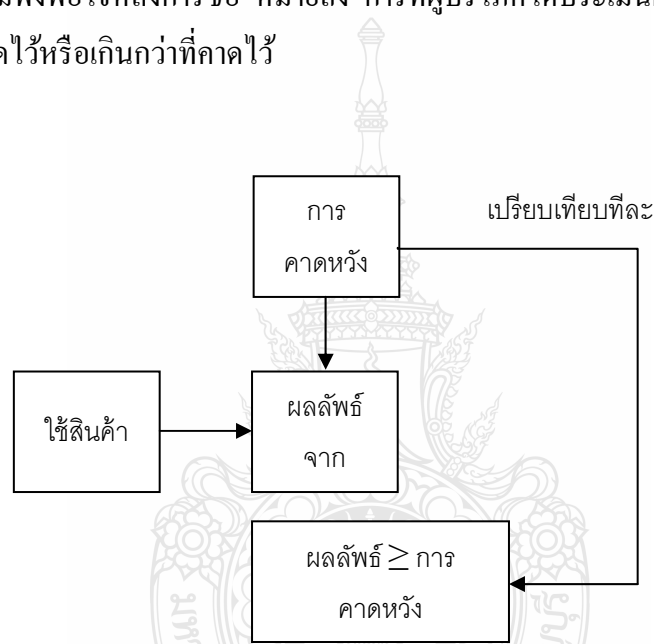 ดไว้หรือเกินกว่าที่คาดไว้
การ
คาดหวัง
เปรียบเทียบทีละ
ใช้สินค้า
ผลลัพธ์
จาก
ผลลัพธ์ ≥ การ
คาดหวัง